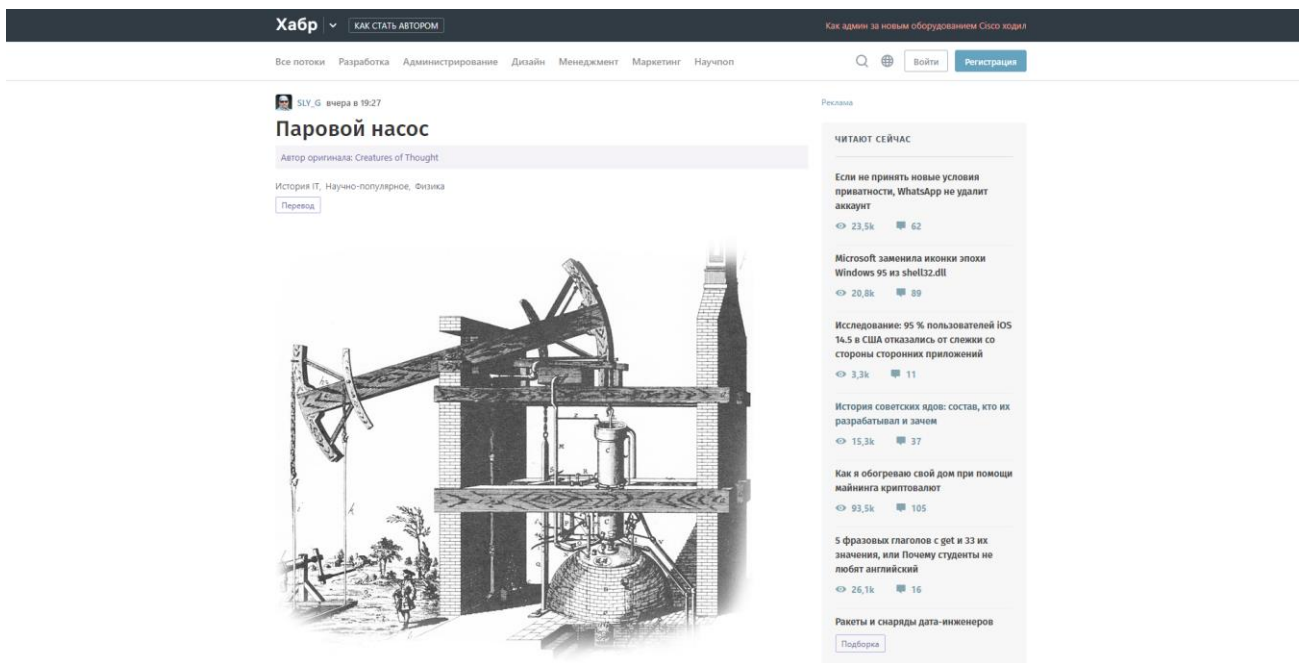 Хабр
КАК СТАТЬ АВТОРОМ
Как админ за новым оборудованием Cisco ходил
Все потоки Разработка Администрирование Дизайн Менеджмент Маркетинг Научпоп
Войти
Регистрация
SLY_G вчера в 19:27
Паровой насос
Автор оригинала: Creatures of Thought
История IT, Научно-популярное, Физика
Перевод
Реклама
ЧИТАЮТ СЕЙЧАС
Если не принять новые условия
приватности, WhatsApp не удалит
аккаунт
23,5k 62
Microsoft заменила иконки эпохи
Windows 95 из shell32.dll
20,8k 89
Исследование: 95 % пользователей iOS
14.5 в США отказались от слежки со
стороны сторонних приложений
3,3k 11
История советских ядов: состав, кто их
разрабатывал и зачем
15,3k 37
Как я обогреваю свой дом при помощи
майнинга криптовалют
93,5k 105
5 фразовых глаголов с get и 33 их
значения, или Почему студенты не
любят английский
26,1k 16
Ракеты и снаряды дата-инженеров
Подборка